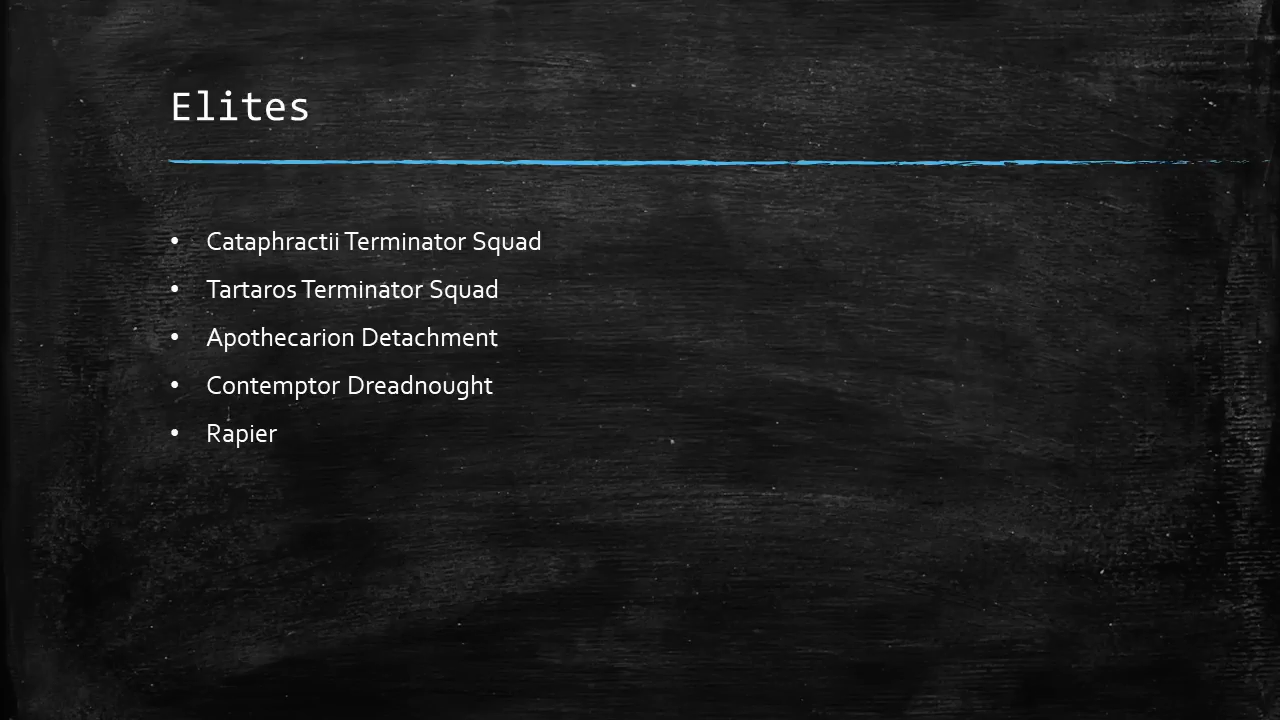 Elites
• Cataphractii Terminator Squad
• Tartaros Terminator Squad
• Apothecarion Detachment
• Contemptor Dreadnought
• Rapier